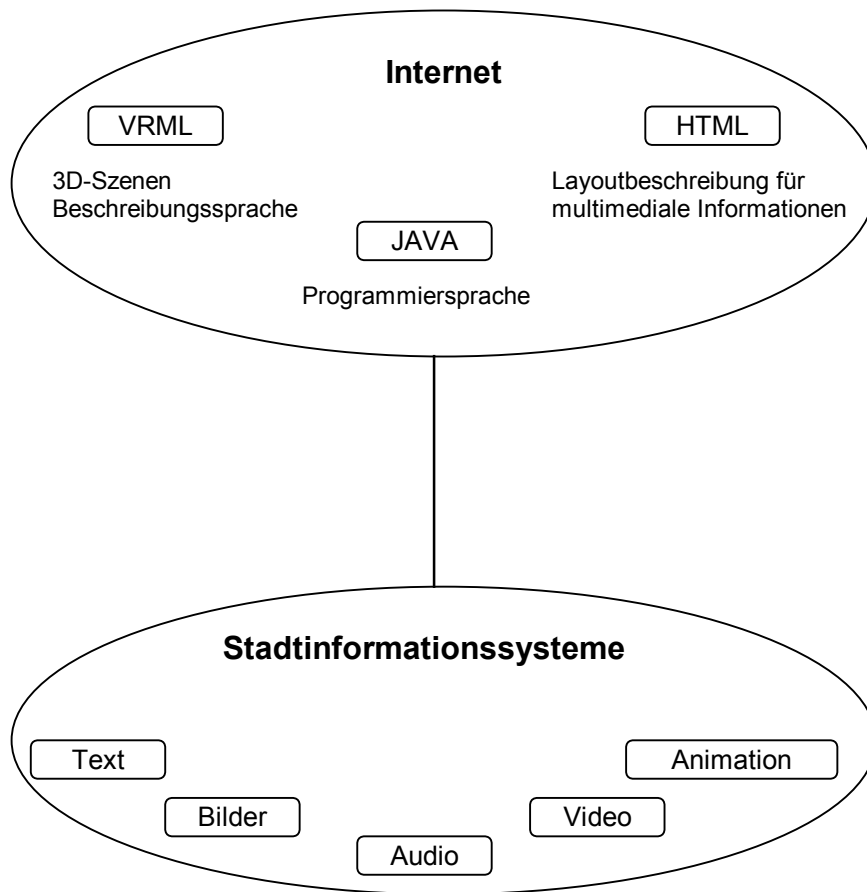 Internet
VRML
HTML
3D-Szenen
Beschreibungssprache
Layoutbeschreibung für
multimediale Informationen
JAVA
Programmiersprache
Stadtinformationssysteme
Text
Animation
Bilder
Video
Audio